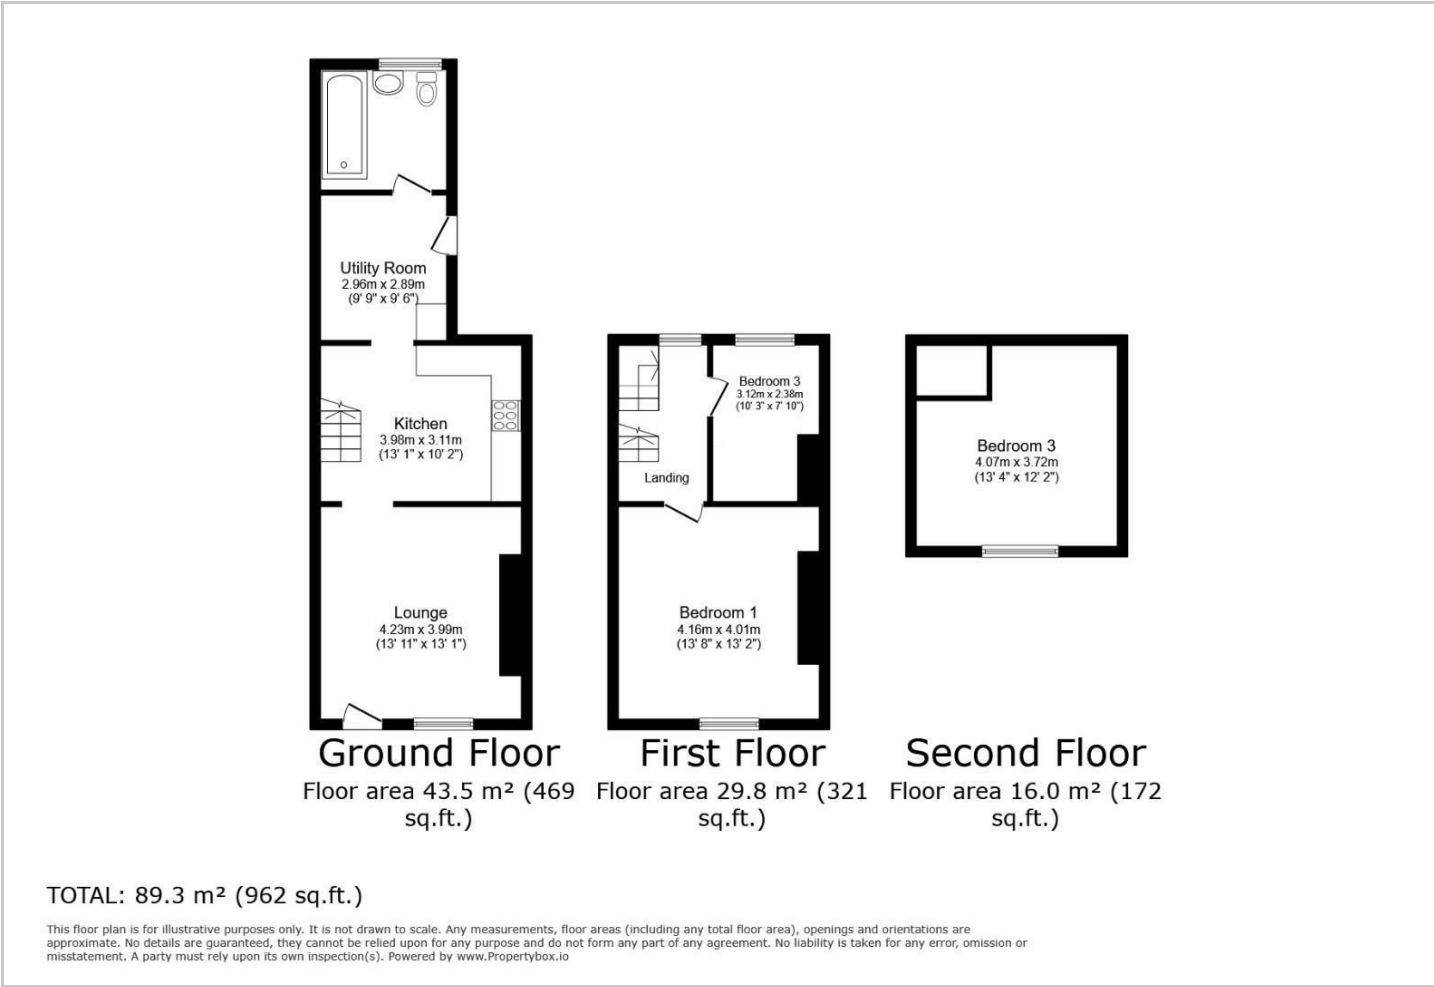 Utility Room
2.96m x 2.89m
(9' 9" x 9' 6")
Kitchen
3.98m x 3.11m
(13' 1" x 10' 2")
Lounge
4.23m x 3.99m
(13' 11" x 13' 1")
Ground Floor
Floor area 43.5 m² (469
sq.ft.)
Bedroom 3
3.12m x 2.38m
(10' 3" x 7' 10")
Landing
Bedroom 1
4.16m x 4.01m
(13' 8" x 13' 2")
First Floor
Floor area 29.8 m² (321
sq.ft.)
Bedroom 3
4.07m x 3.72m
(13' 4" x 12' 2")
Second Floor
Floor area 16.0 m² (172
sq.ft.)
TOTAL: 89.3 m² (962 sq.ft.)
This floor plan is for illustrative purposes only. It is not drawn to scale. Any measurements, floor areas (including any total floor area), openings and orientations are
approximate. No details are guaranteed, they cannot be relied upon for any purpose and do not form any part of any agreement. No liability is taken for any error, omission or
misstatement. A party must rely upon its own inspection(s). Powered by www.Propertybox.io